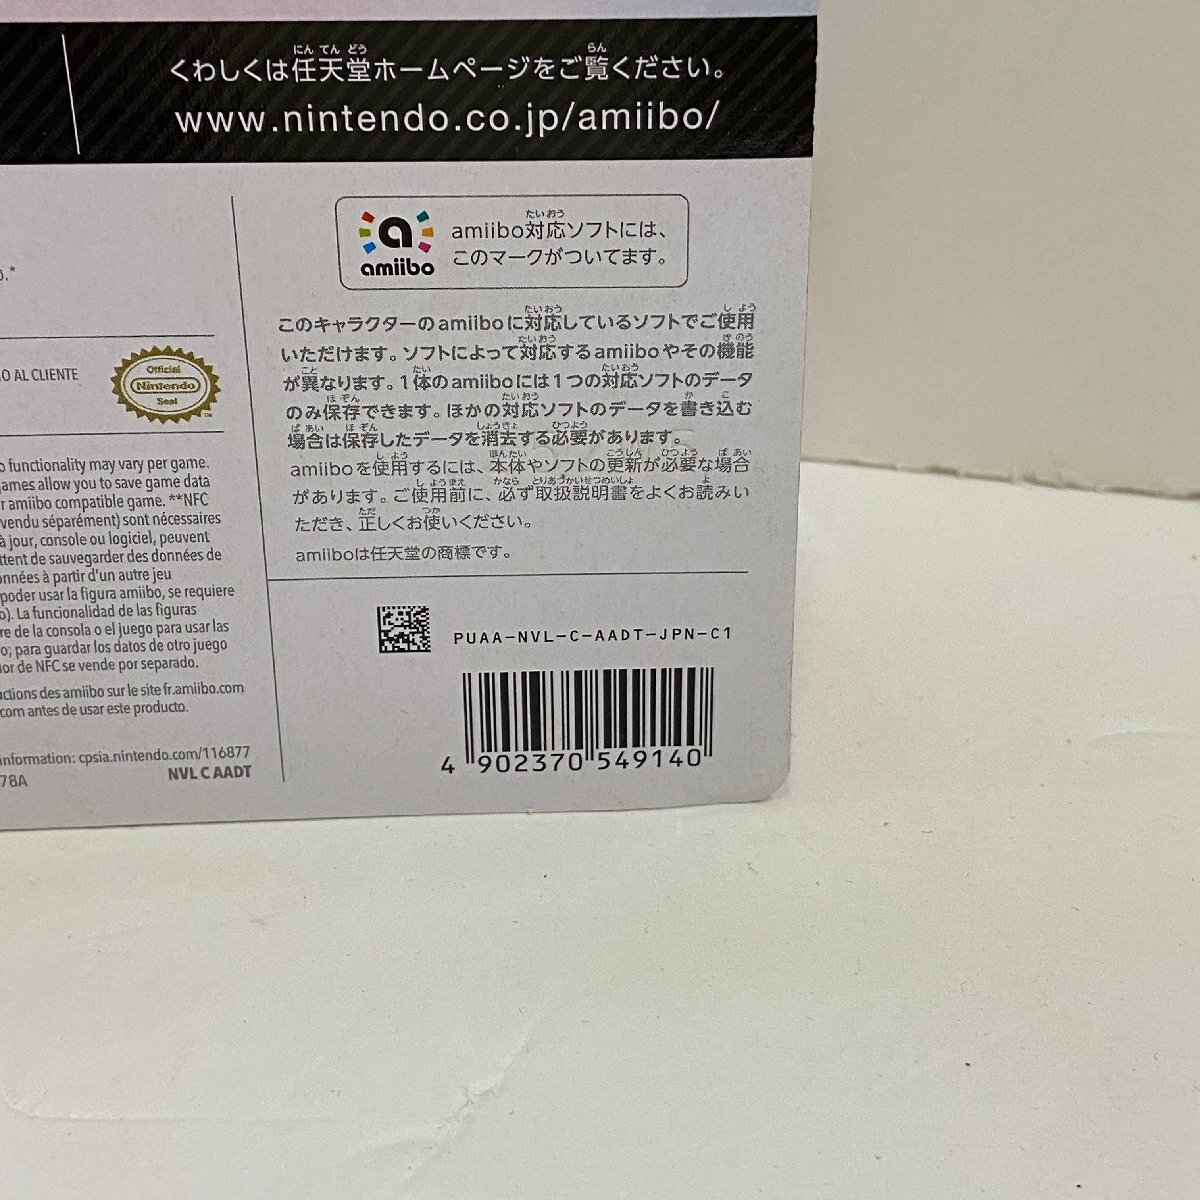 くわしくは任天堂ホームページをご覧ください。
www.nintendo.co.jp/amiibo/
.*
O AL CLIENTE
Official
Nintendo
Seal
functionality may vary per game.
ames allow you to save game data
r amiibo compatible game. **NFC
vendu séparément) sont nécessaires
à jour, console ou logiciel, peuvent
ttent de sauvegarder des données de
onnées à partir d'un autre jeu
poder usar la figura amiibo, se requiere
o). La funcionalidad de las figuras
re de la consola o el juego para usar las
o; para guardar los datos de otro juego
dor de NFC se vende por separado.
uctions des amiibo sur le site fr.amiibo.com
com antes de usar este producto.
information: cpsia.nintendo.com/116877
NVL C AADT
78A
amiibo
amiibo対応ソフトには、
このマークがついてます。
このキャラクターのamiiboに対応しているソフトでご使用
いただけます。ソフトによって対応するamiiboやその機能
が異なります。1体のamiiboには1つの対応ソフトのデータ
のみ保存できます。ほかの対応ソフトのデータを書き込む
場合は保存したデータを消去する必要があります。
amiiboを使用するには、本体やソフトの更新が必要な場合
があります。ご使用前に、必ず取扱説明書をよくお読みい
ただき、正しくお使いください。
amiiboは任天堂の商標です。
PUAA-NVL-C-AADT-JPN-C1
4 902370 549140